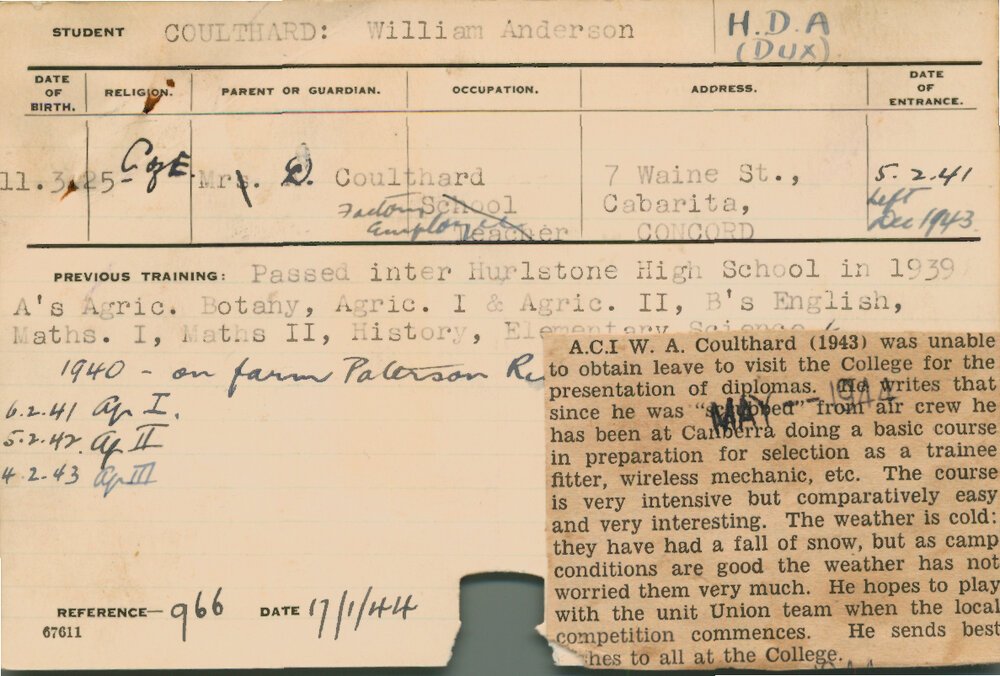 STUDENT COULTHARD: William Anderson
H.D.A
(DUX)
DATE OF BIRTH. RELIGION. PARENT OR GUARDIAN. OCCUPATION. ADDRESS. DATE OF ENTRANCE.
11.3.25 C of E. Mrs. D. Coulthard 7 Waine St., 5.2.41
Factory School Cabarita, Left
Employee Teacher CONCORD Dec 1943
PREVIOUS TRAINING: Passed inter Hurlstone High School in 1939
A's Agric. Botany, Agric. I & Agric. II, B's English,
Maths. I, Maths II, History, Elementary Science
1940 - on farm Paterson
6.2.41 Ag I.
5.2.42. Ag II
4.2.43 Ag III
REFERENCE 966 DATE 17/1/44
67611
A.C.I W. A. Coulthard (1943) was unable
to obtain leave to visit the College for the
presentation of diplomas. He writes that
since he was "scrubbed" from air crew he
has been at Canberra doing a basic course
in preparation for selection as a trainee
fitter, wireless mechanic, etc. The course
is very intensive but comparatively easy
and very interesting. The weather is cold:
they have had a fall of snow, but as camp
conditions are good the weather has not
worried them very much. He hopes to play
with the unit Union team when the local
competition commences. He sends best
hes to all at the College.
MAY -- 1944